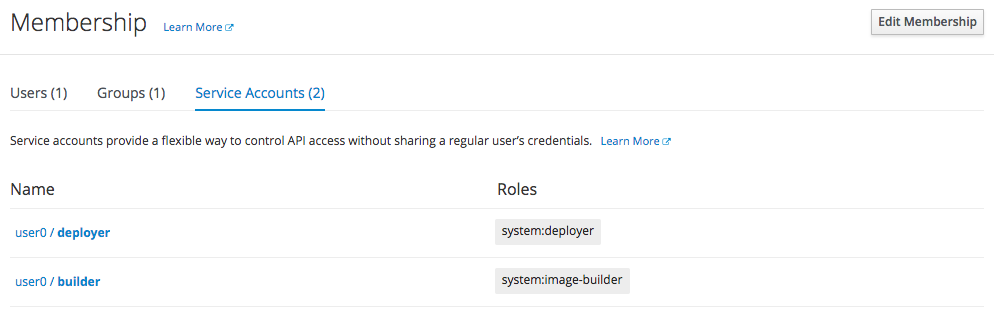 Membership Learn More
Edit Membership
Users (1) Groups (1) Service Accounts (2)
Service accounts provide a flexible way to control API access without sharing a regular user's credentials. Learn More
Name Roles
user0 / deployer system:deployer
user0 / builder system:image-builder